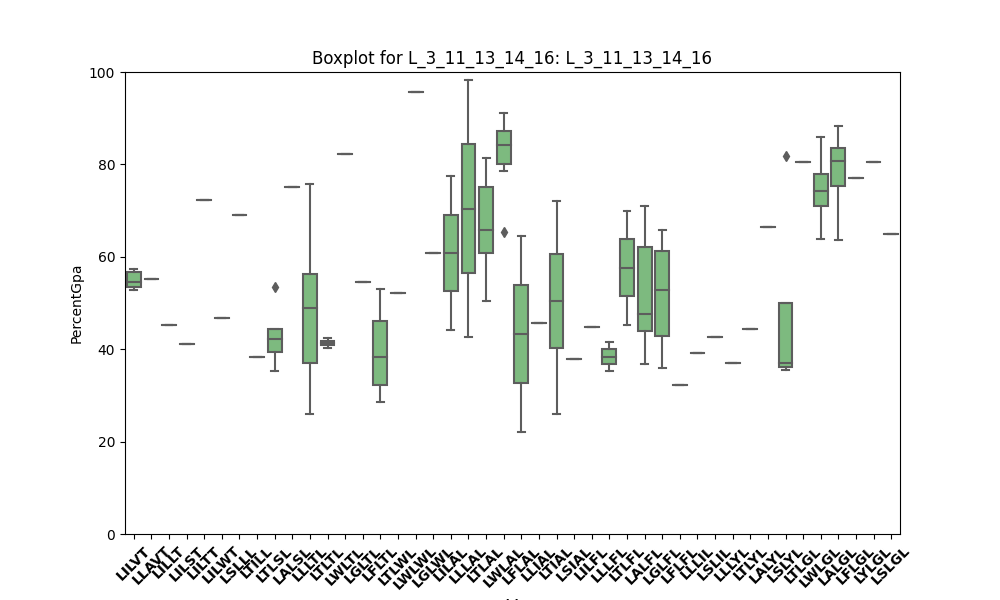 Boxplot for L_3_11_13_14_16: L_3_11_13_14_16
PercentGpa
100
80
60
40
20
0
LILVT
LLAVT
LILLT
LILST
LILTT
LILWT
LSLLL
LTILL
LTLSL
LALSL
LLLTL
LTLTL
LWLTL
LGLTL
LFLTL
LTLWL
LWLWL
LGLWL
LILAL
LLLAL
LTLAL
LWLAL
LFLAL
LLIAL
LTIAL
LSIAL
LILFL
LLLFL
LTLFL
LALFL
LGLFL
LFLFL
LLLIL
LSLIL
LLLYL
LTLYL
LALYL
LSLYL
LTLGL
LWLGL
LALGL
LFLGL
LYLGL
LSLGL